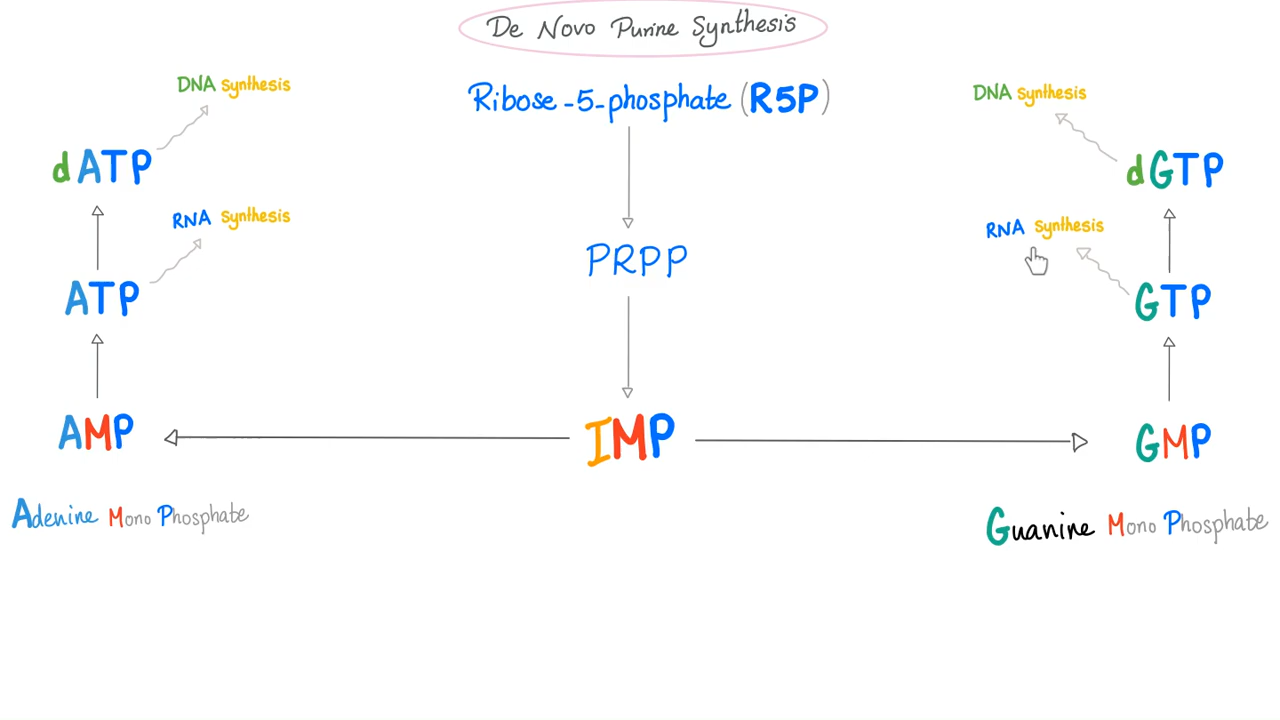 De Novo Purine Synthesis
Ribose-5-phosphate (R5P)
DNA synthesis
DNA synthesis
dATP
dGTP
RNA synthesis
RNA synthesis
PRPP
ATP
GTP
AMP
IMP
GMP
Adenine Mono Phosphate
Guanine Mono Phosphate